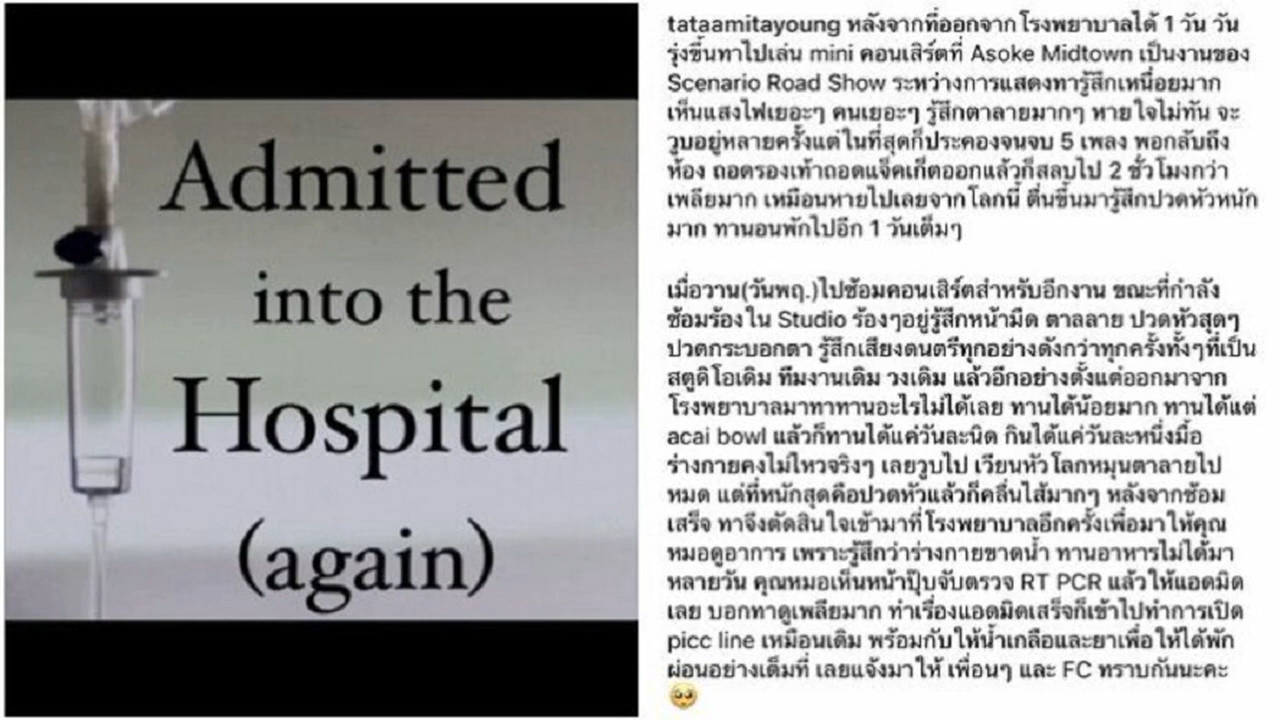 Admitted
into the
Hospital
(again)
tataamitayoung หลังจากที่ออกจากโรงพยาบาลได้ 1 วัน วัน
รุ่งขึ้นทาไปเล่น mini คอนเสิร์ตที่ Asoke Midtown เป็นงานของ
Scenario Road Show ระหว่างการแสดงทารู้สึกเหนื่อยมาก
เห็นแสงไฟเยอะๆ คนเยอะๆ รู้สึกตาลายมากๆ หายใจไม่ทัน จะ
วูบอยู่หลายครั้งแต่ในที่สุดก็ประคองจนจบ 5 เพลง พอกลับถึง
ห้อง ถอดรองเท้าถอดแจ็คเก็ตออกแล้วก็สลบไป 2 ชั่วโมงกว่า
เพลียมาก เหมือนหายไปเลยจากโลกนี้ ตื่นขึ้นมารู้สึกปวดหัวหนัก
มาก ทานอนพักไปอีก 1 วันเต็มๆ
เมื่อวาน(วันพฤ.)ไปซ้อมคอนเสิร์ตสำหรับอีกงาน ขณะที่กำลัง
ซ้อมร้องใน Studio ร้องๆอยู่รู้สึกหน้ามืด ตาลลาย ปวดหัวสุดๆ
ปวดกระบอกตา รู้สึกเสียงดนตรีทุกอย่างดังกว่าทุกครั้งทั้งๆที่เป็น
สตูดิโอเดิม ทีมงานเดิม วงเดิม แล้วอีกอย่างตั้งแต่ออกมาจาก
โรงพยาบาลมาทาทานอะไรไม่ได้เลย ทานได้น้อยมาก ทานได้แต่
acai bowl แล้วก็ทานได้แค่วันละนิด กินได้แค่วันละหนึ่งมื้อ
ร่างกายคงไม่ไหวจริงๆ เลยวูบไป เวียนหัวโลกหมุนตาลายไป
หมด แต่ที่หนักสุดคือปวดหัวแล้วก็คลื่นไส้มากๆ หลังจากซ้อม
เสร็จ ทาจึงตัดสินใจเข้ามาที่โรงพยาบาลอีกครั้งเพื่อมาให้คุณ
หมอดูอาการ เพราะรู้สึกว่าร่างกายขาดน้ำ ทานอาหารไม่ได้มา
หลายวัน คุณหมอเห็นหน้าปุ๊บจับตรวจ RT PCR แล้วให้แอดมิด
เลย บอกทาดูเพลียมาก ทำเรื่องแอดมิดเสร็จก็เข้าไปทำการเปิด
picc line เหมือนเดิม พร้อมกับให้น้ำเกลือและยาเพื่อให้ได้พัก
ผ่อนอย่างเต็มที่ เลยแจ้งมาให้ เพื่อนๆ และ FC ทราบกันนะคะ
🥺